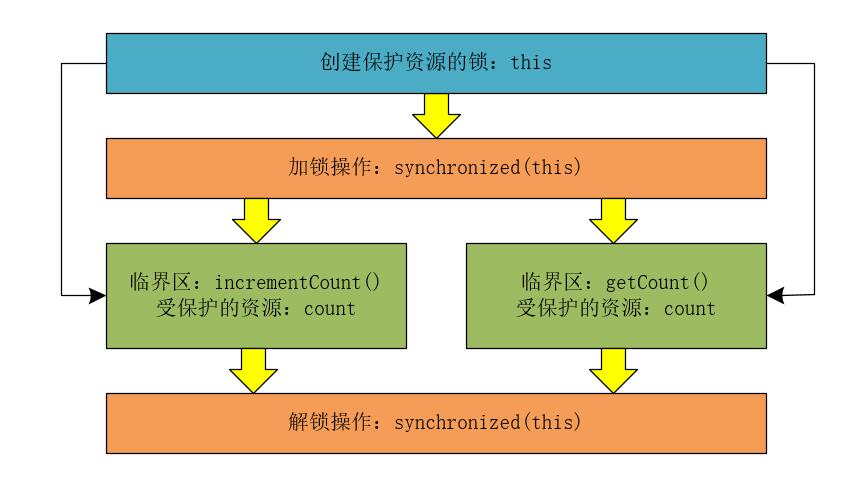 创建保护资源的锁：this
加锁操作：synchronized(this)
临界区：incrementCount()
受保护的资源：count
临界区：getCount()
受保护的资源：count
解锁操作：synchronized(this)